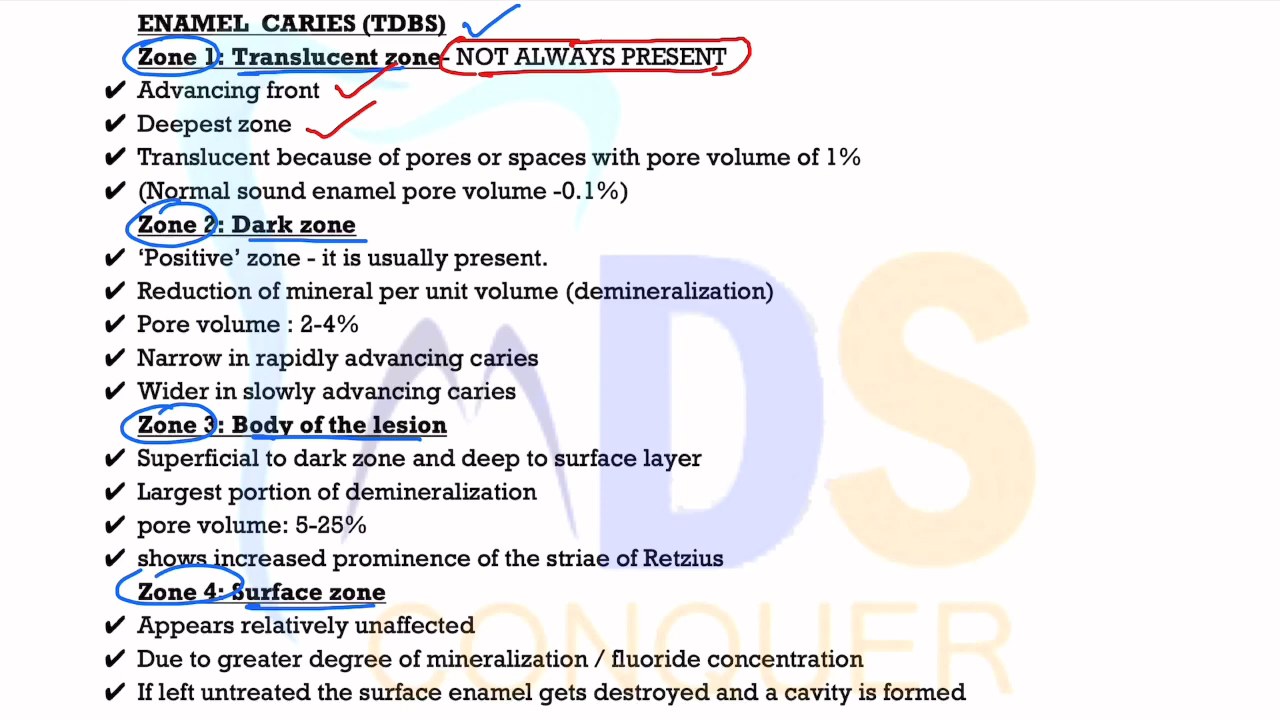 ENAMEL CARIES (TDBS)
Zone 1: Translucent zone- NOT ALWAYS PRESENT
✔ Advancing front
✔ Deepest zone
✔ Translucent because of pores or spaces with pore volume of 1%
✔ (Normal sound enamel pore volume -0.1%)
Zone 2: Dark zone
✔ ‘Positive’ zone - it is usually present.
✔ Reduction of mineral per unit volume (demineralization)
✔ Pore volume : 2-4%
✔ Narrow in rapidly advancing caries
✔ Wider in slowly advancing caries
Zone 3: Body of the lesion
✔ Superficial to dark zone and deep to surface layer
✔ Largest portion of demineralization
✔ pore volume: 5-25%
✔ shows increased prominence of the striae of Retzius
Zone 4: Surface zone
✔ Appears relatively unaffected
✔ Due to greater degree of mineralization / fluoride concentration
✔ If left untreated the surface enamel gets destroyed and a cavity is formed
MDS
CONQUER